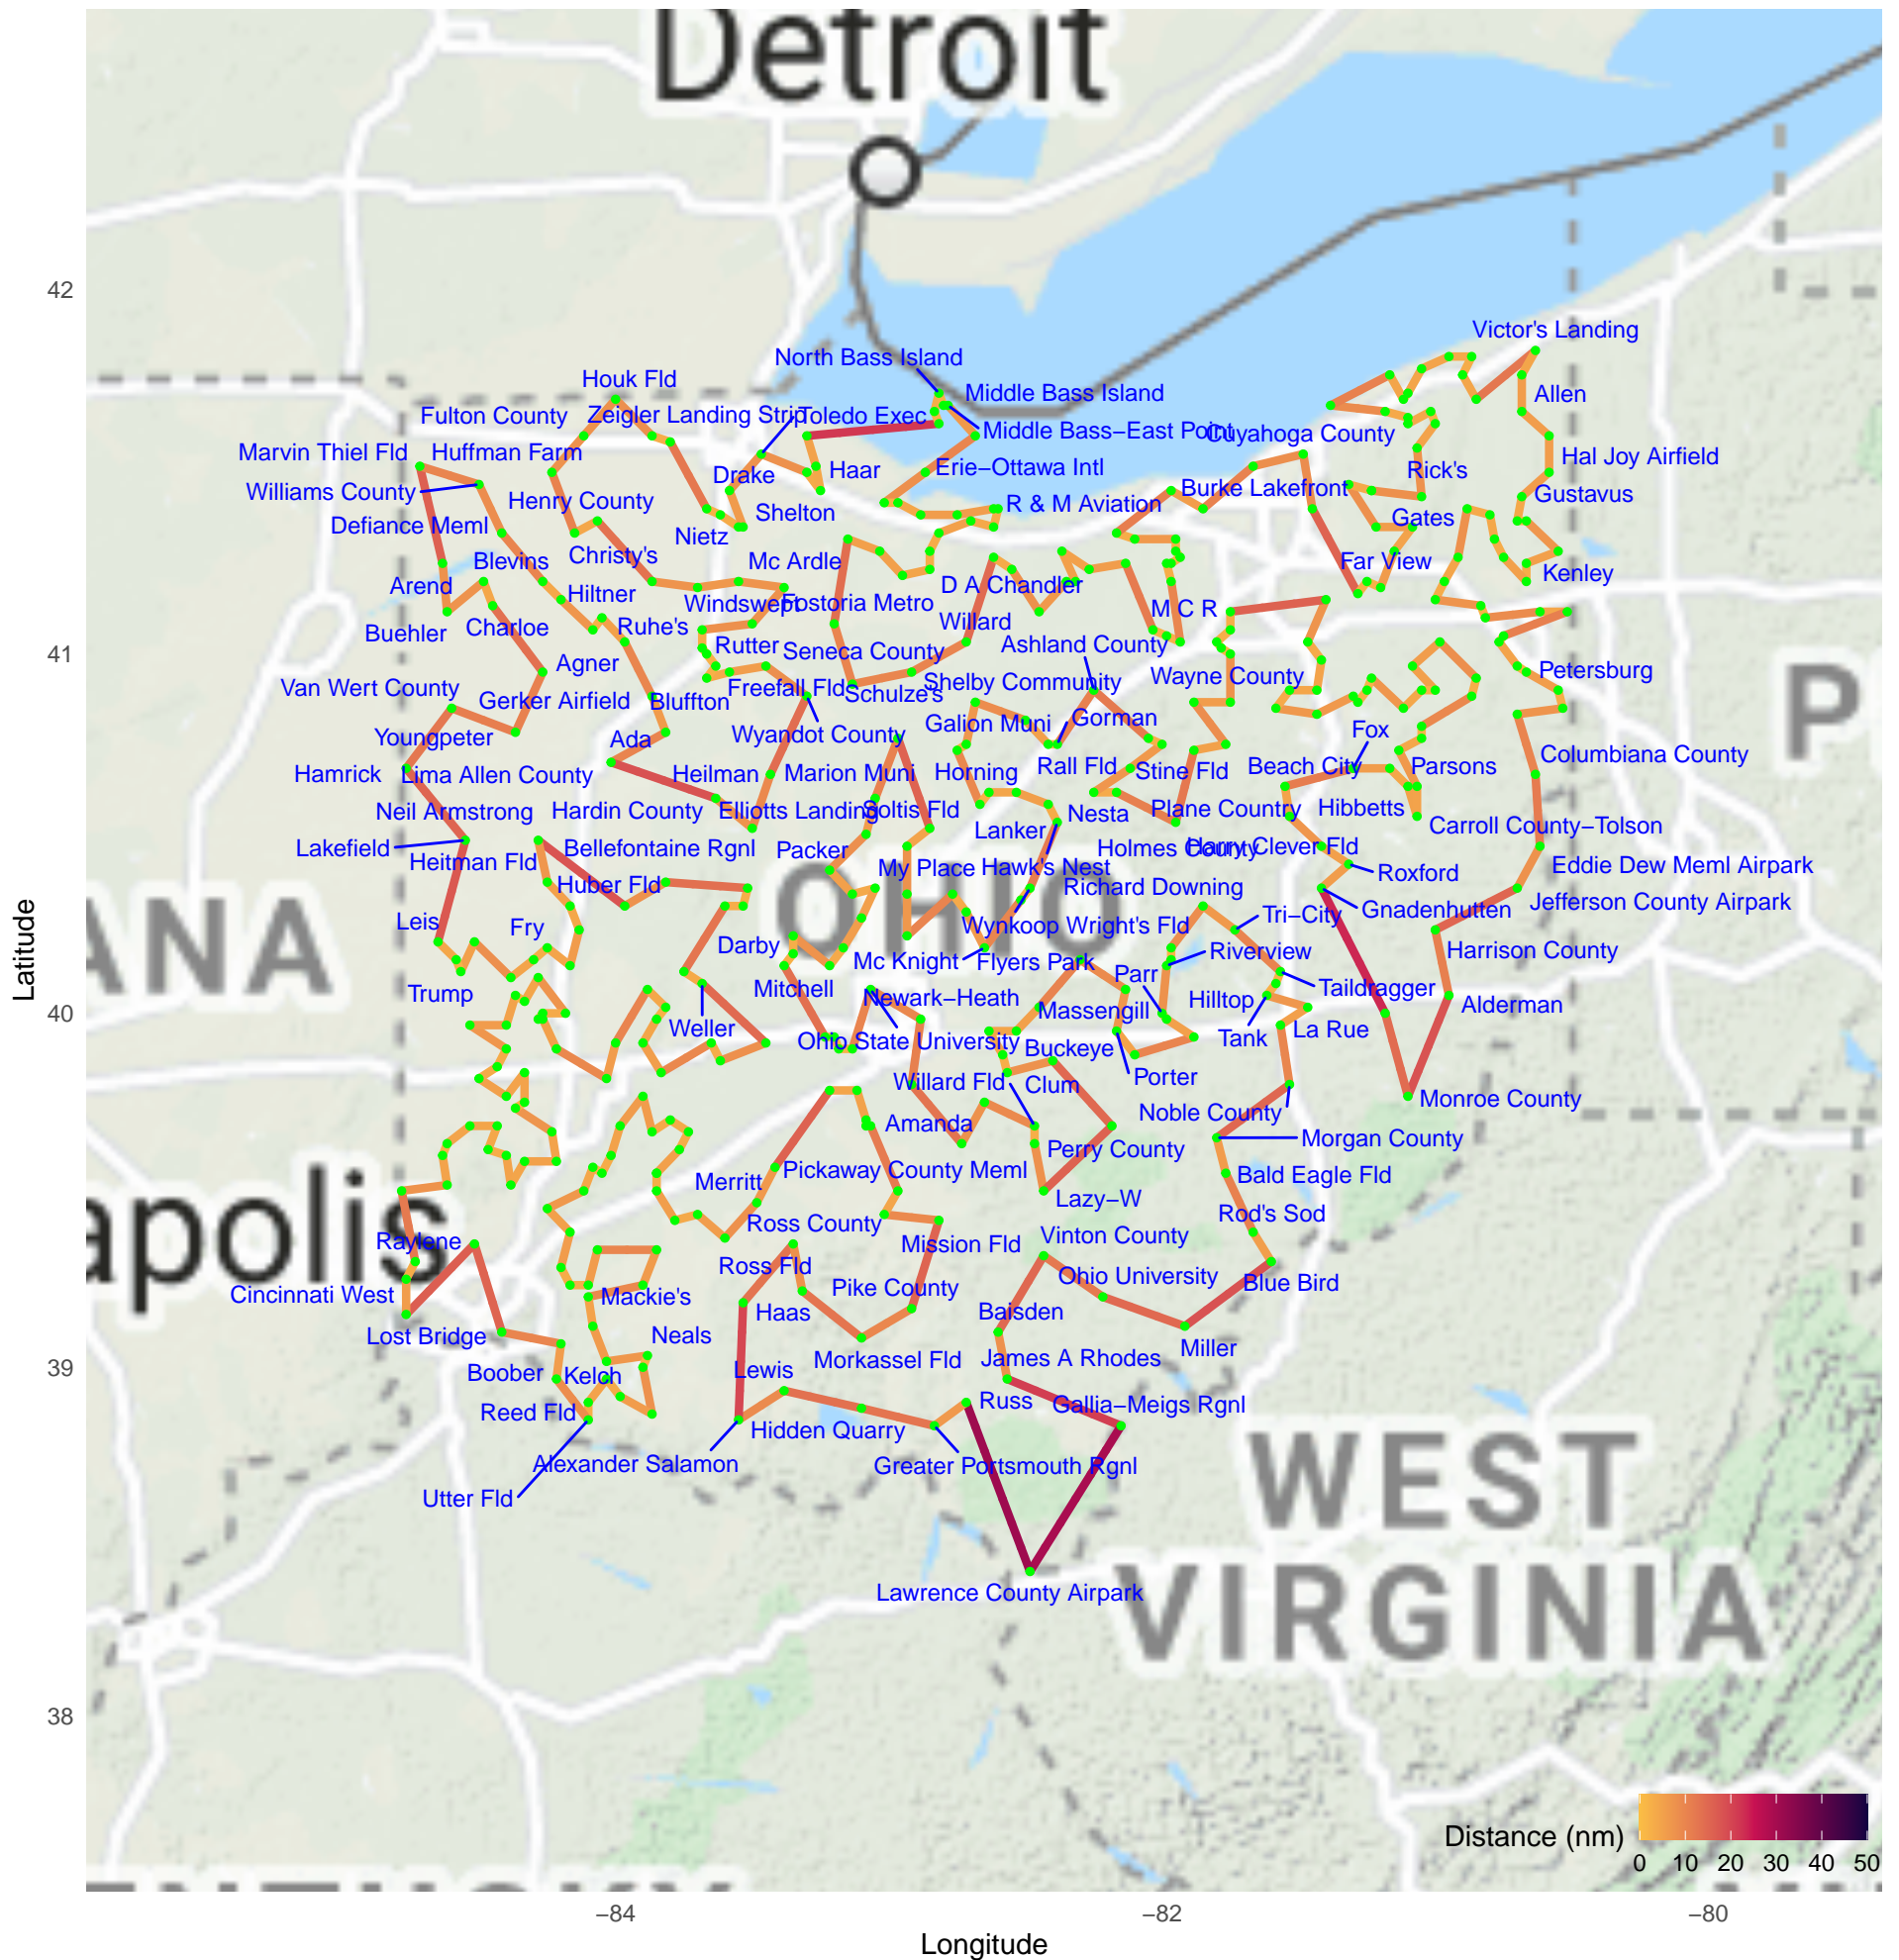 Detroit
42
Victor's Landing
North Bass Island
Houk Fld
Middle Bass Island
Allen
Fulton County
Zeigler Landing Strip
Toledo Exec
Middle Bass−East Point
Cuyahoga County
Marvin Thiel Fld
Huffman Farm
Hal Joy Airfield
Drake
Haar
Erie−Ottawa Intl
Rick's
Williams County
Burke Lakefront
Gustavus
Henry County
Shelton
R & M Aviation
Gates
Defiance Meml
Nietz
Blevins
Christy's
Mc Ardle
Far View
Kenley
Arend
Hiltner
D A Chandler
Windswept
Fostoria Metro
M C R
Buehler
Charloe
Ruhe's
Willard
41
Rutter
Seneca County
Ashland County
Agner
Petersburg
Van Wert County
Gerker Airfield
Bluffton
Freefall Fld
Schulze's
Shelby Community
Wayne County
P
Youngpeter
Ada
Wyandot County
Galion Muni
Gorman
Fox
Columbiana County
Hamrick
Lima Allen County
Heilman
Marion Muni
Horning
Rall Fld
Stine Fld
Beach City
Parsons
Neil Armstrong
Hardin County
Elliotts Landing
Soltis Fld
Nesta
Plane Country
Hibbetts
Lanker
Carroll County−Tolson
Lakefield
Bellefontaine Rgnl
Packer
Holmes County
Harry Clever Fld
Heitman Fld
My Place
Hawk's Nest
Roxford
Eddie Dew Meml Airpark
Huber Fld
Richard Downing
Jefferson County Airpark
OHIO
Gnadenhutten
ANA
Leis
Fry
Wynkoop
Wright's Fld
Tri−City
Darby
Riverview
Harrison County
Latitude
Mc Knight
Flyers Park
Parr
Trump
Mitchell
Newark−Heath
Hilltop
Taildragger
Alderman
40
Massengill
Weller
Tank
La Rue
Ohio State University
Buckeye
Willard Fld
Clum
Porter
Noble County
Monroe County
Amanda
Morgan County
Perry County
Pickaway County Meml
Bald Eagle Fld
Merritt
Lazy−W
apolis
Ross County
Rod's Sod
Raylene
Mission Fld
Vinton County
Ross Fld
Ohio University
Cincinnati West
Mackie's
Pike County
Blue Bird
Haas
Baisden
Lost Bridge
Neals
39
Boober
Kelch
Lewis
Morkassel Fld
James A Rhodes
Miller
Reed Fld
Russ
Gallia−Meigs Rgnl
Hidden Quarry
Alexander Salamon
Greater Portsmouth Rgnl
WEST
Utter Fld
Lawrence County Airpark
VIRGINIA
38
Distance (nm)
0 10 20 30 40 50
−84 −82 −80
Longitude